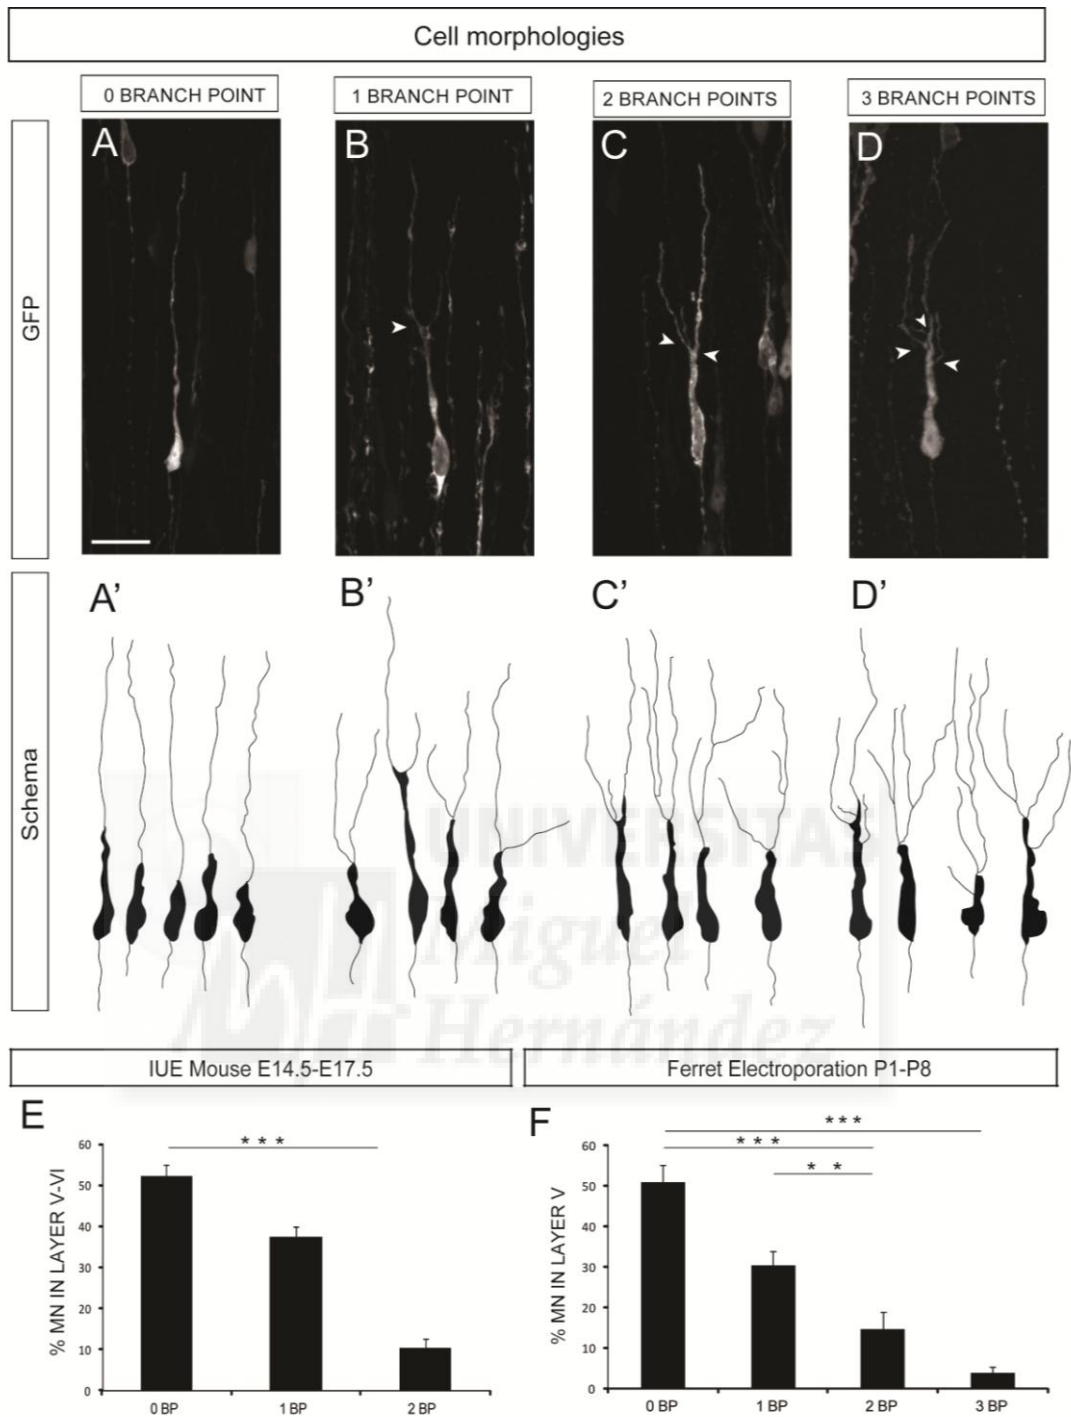 Cell morphologies
0 BRANCH POINT
1 BRANCH POINT
2 BRANCH POINTS
3 BRANCH POINTS
GFP
A
B
C
D
Schema
A’
B’
C’
D’
UNIVERSITAS
Miguel
Hernández
IUE Mouse E14.5-E17.5
Ferret Electroporation P1-P8
E
% MN IN LAYER V-VI
60
50
40
30
20
10
0
* * *
0 BP
1 BP
2 BP
F
% MN IN LAYER V
60
50
40
30
20
10
0
* * *
* * *
* *
0 BP
1 BP
2 BP
3 BP